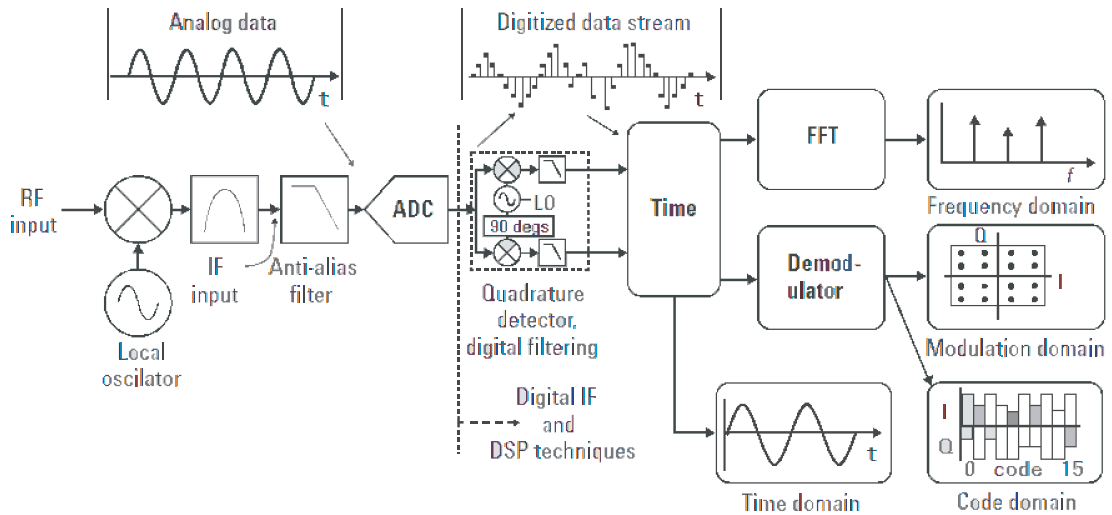 Analog data
t
Digitized data stream
t
RF
input
IF
input
Anti-alias
filter
Local
oscilator
ADC
LO
90 degs
Quadrature
detector,
digital filtering
Digital IF
and
DSP techniques
Time
FFT
f
Frequency domain
Demod-
ulator
Q
I
Modulation domain
t
Time domain
I
Q
0 code 15
Code domain